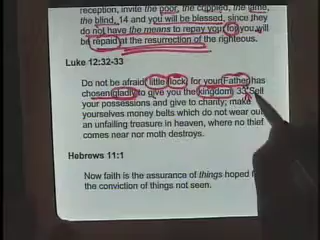 reception, invite the poor, the crippled, the lame,
the blind, 14 and you will be blessed, since they
do not have the means to repay you; for you will
be repaid at the resurrection of the righteous.
Luke 12:32-33
Do not be afraid, little flock, for your Father has
chosen gladly to give you the kingdom. 33 Sell
your possessions and give to charity; make
yourselves money belts which do not wear out
an unfailing treasure in heaven, where no thief
comes near nor moth destroys.
Hebrews 11:1
Now faith is the assurance of things hoped f
the conviction of things not seen.